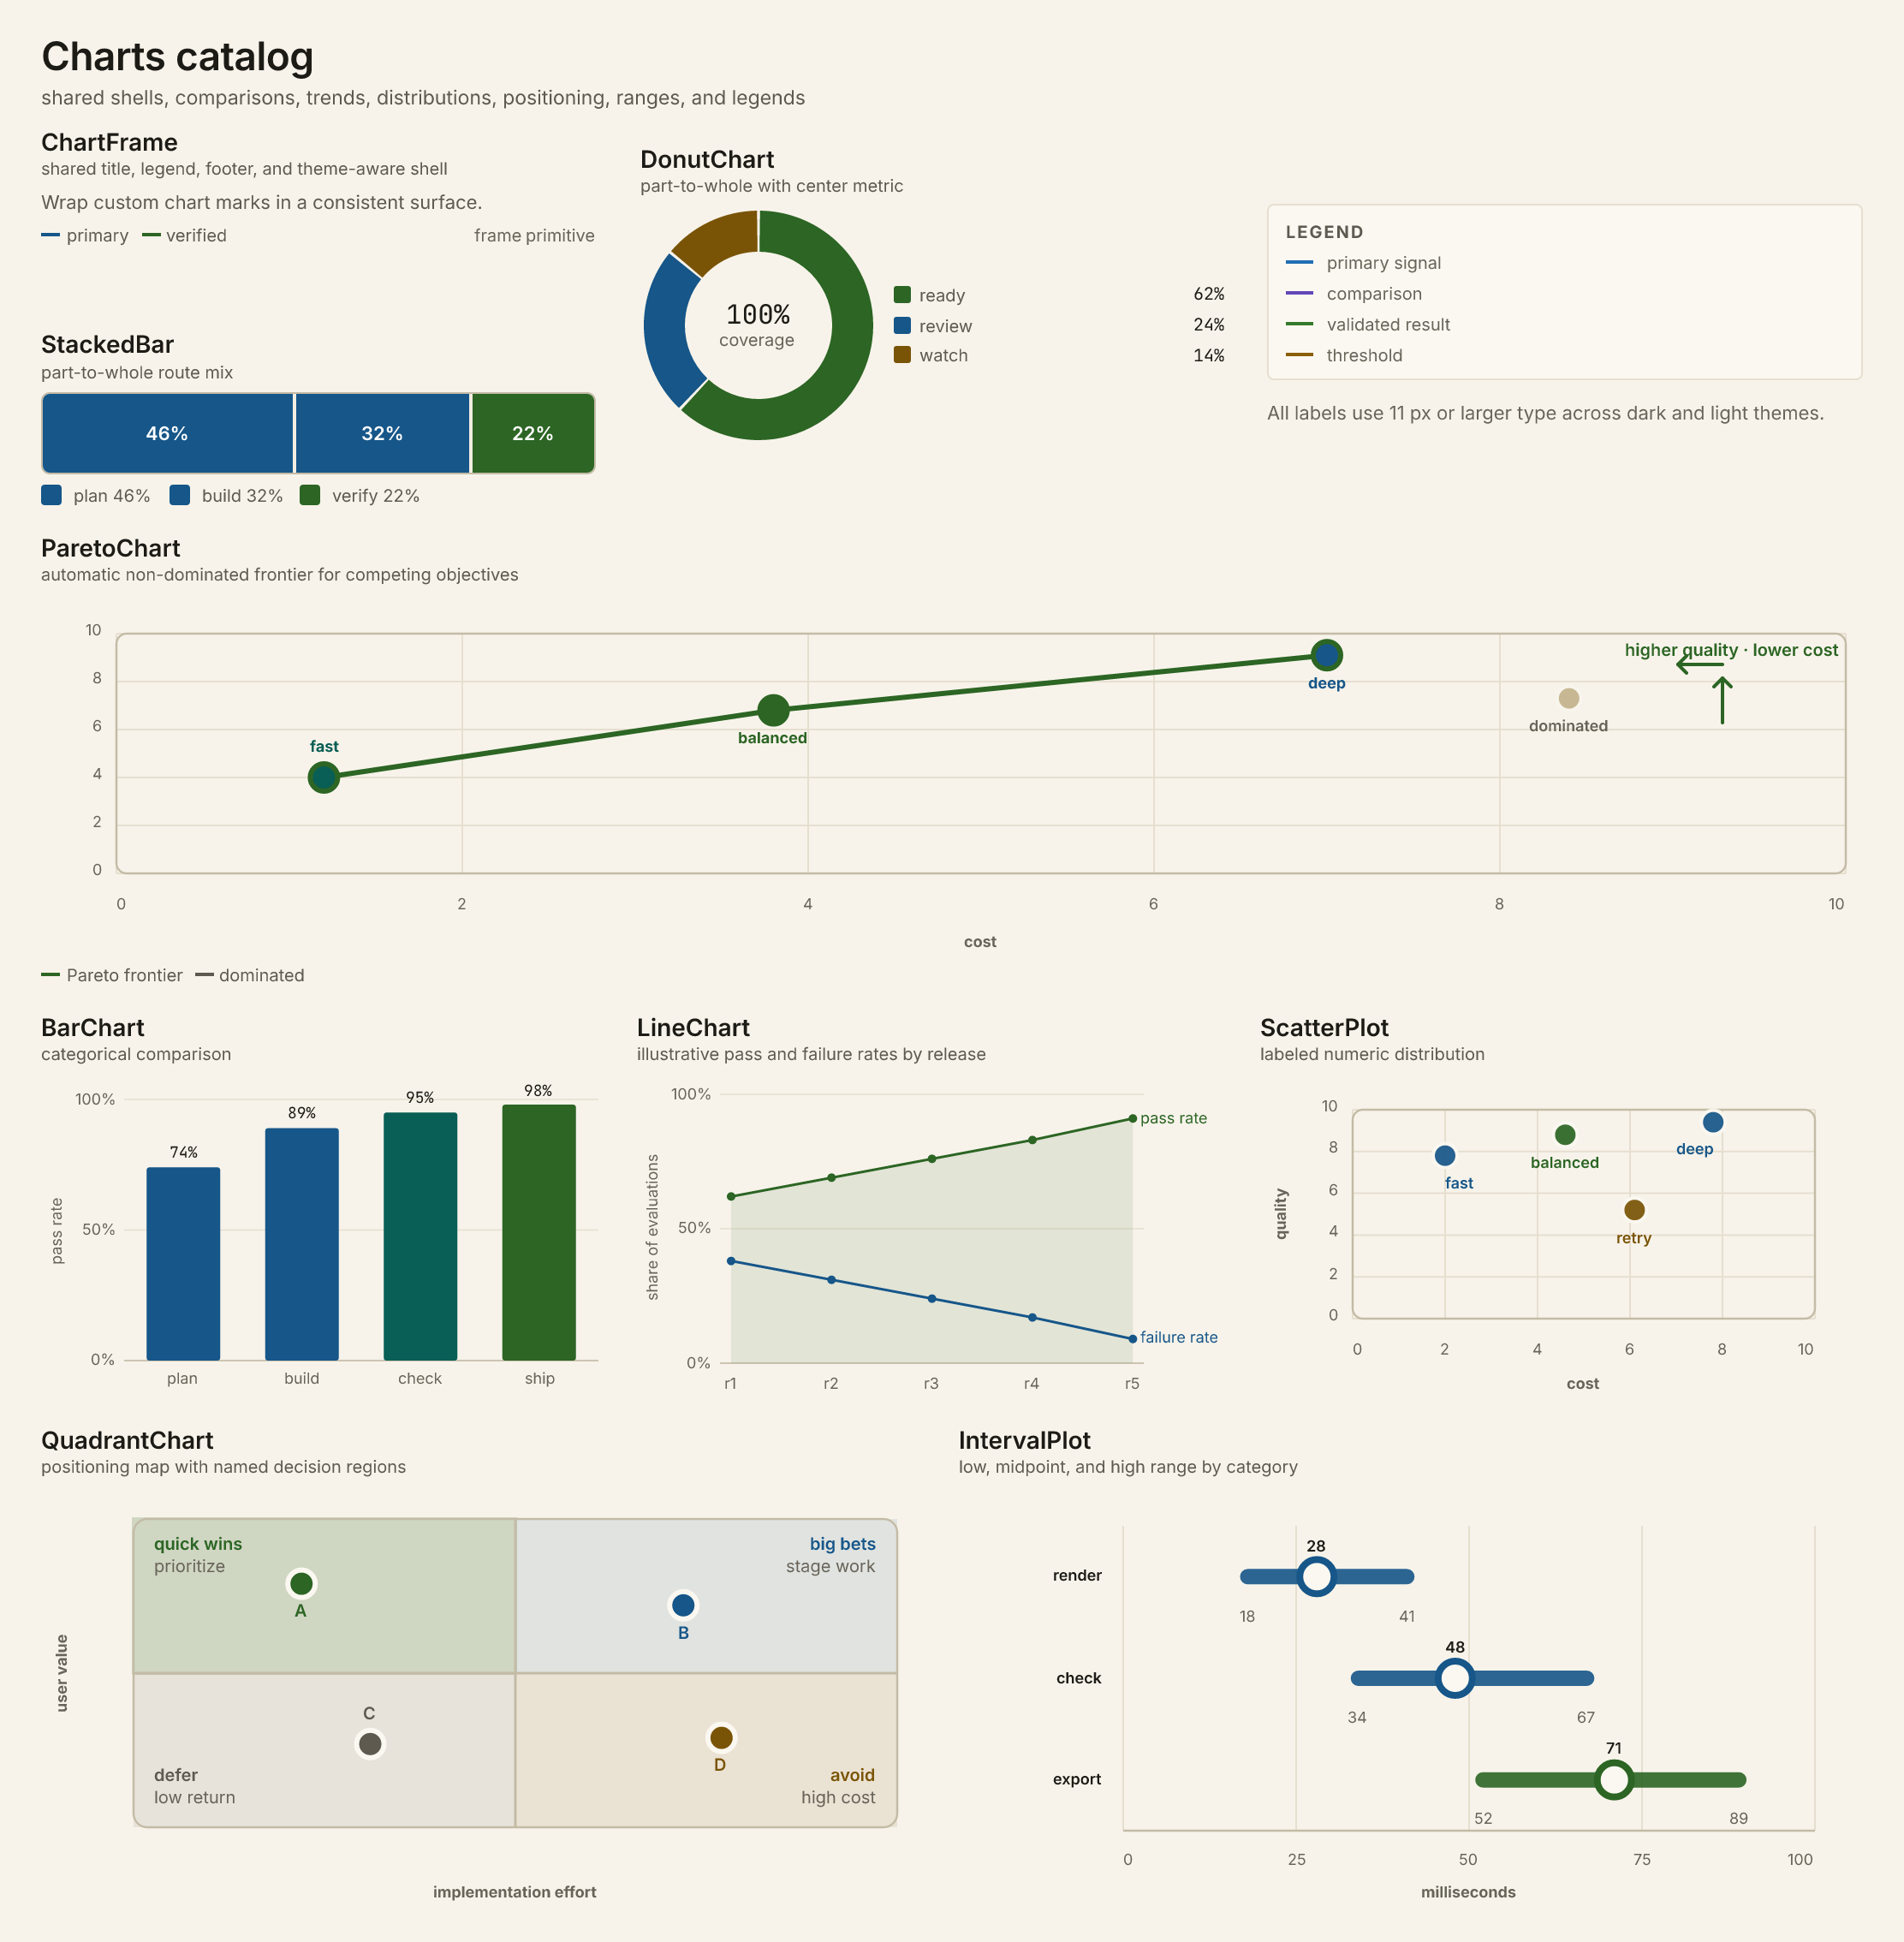 Charts catalog
shared shells, comparisons, trends, distributions, positioning, ranges, and legends
ChartFrame
shared title, legend, footer, and theme-aware shell
Wrap custom chart marks in a consistent surface.
primary verified frame primitive
DonutChart
part-to-whole with center metric
100%
coverage
ready 62%
review 24%
watch 14%
LEGEND
primary signal
comparison
validated result
threshold
All labels use 11 px or larger type across dark and light themes.
StackedBar
part-to-whole route mix
46% 32% 22%
plan 46% build 32% verify 22%
ParetoChart
automatic non-dominated frontier for competing objectives
10
8
6
4
2
0
higher quality · lower cost
deep
dominated
balanced
fast
0 2 4 6 8 10
cost
Pareto frontier dominated
BarChart
categorical comparison
100%
50%
0%
pass rate
74%
89%
95%
98%
plan build check ship
LineChart
illustrative pass and failure rates by release
100%
50%
0%
share of evaluations
pass rate
failure rate
r1 r2 r3 r4 r5
ScatterPlot
labeled numeric distribution
10
8
6
4
2
0
quality
fast
balanced
deep
retry
0 2 4 6 8 10
cost
QuadrantChart
positioning map with named decision regions
user value
quick wins
prioritize
A
big bets
stage work
B
C
defer
low return
D
avoid
high cost
implementation effort
IntervalPlot
low, midpoint, and high range by category
28
render
18 41
48
check
34 67
71
export
52 89
0 25 50 75 100
milliseconds